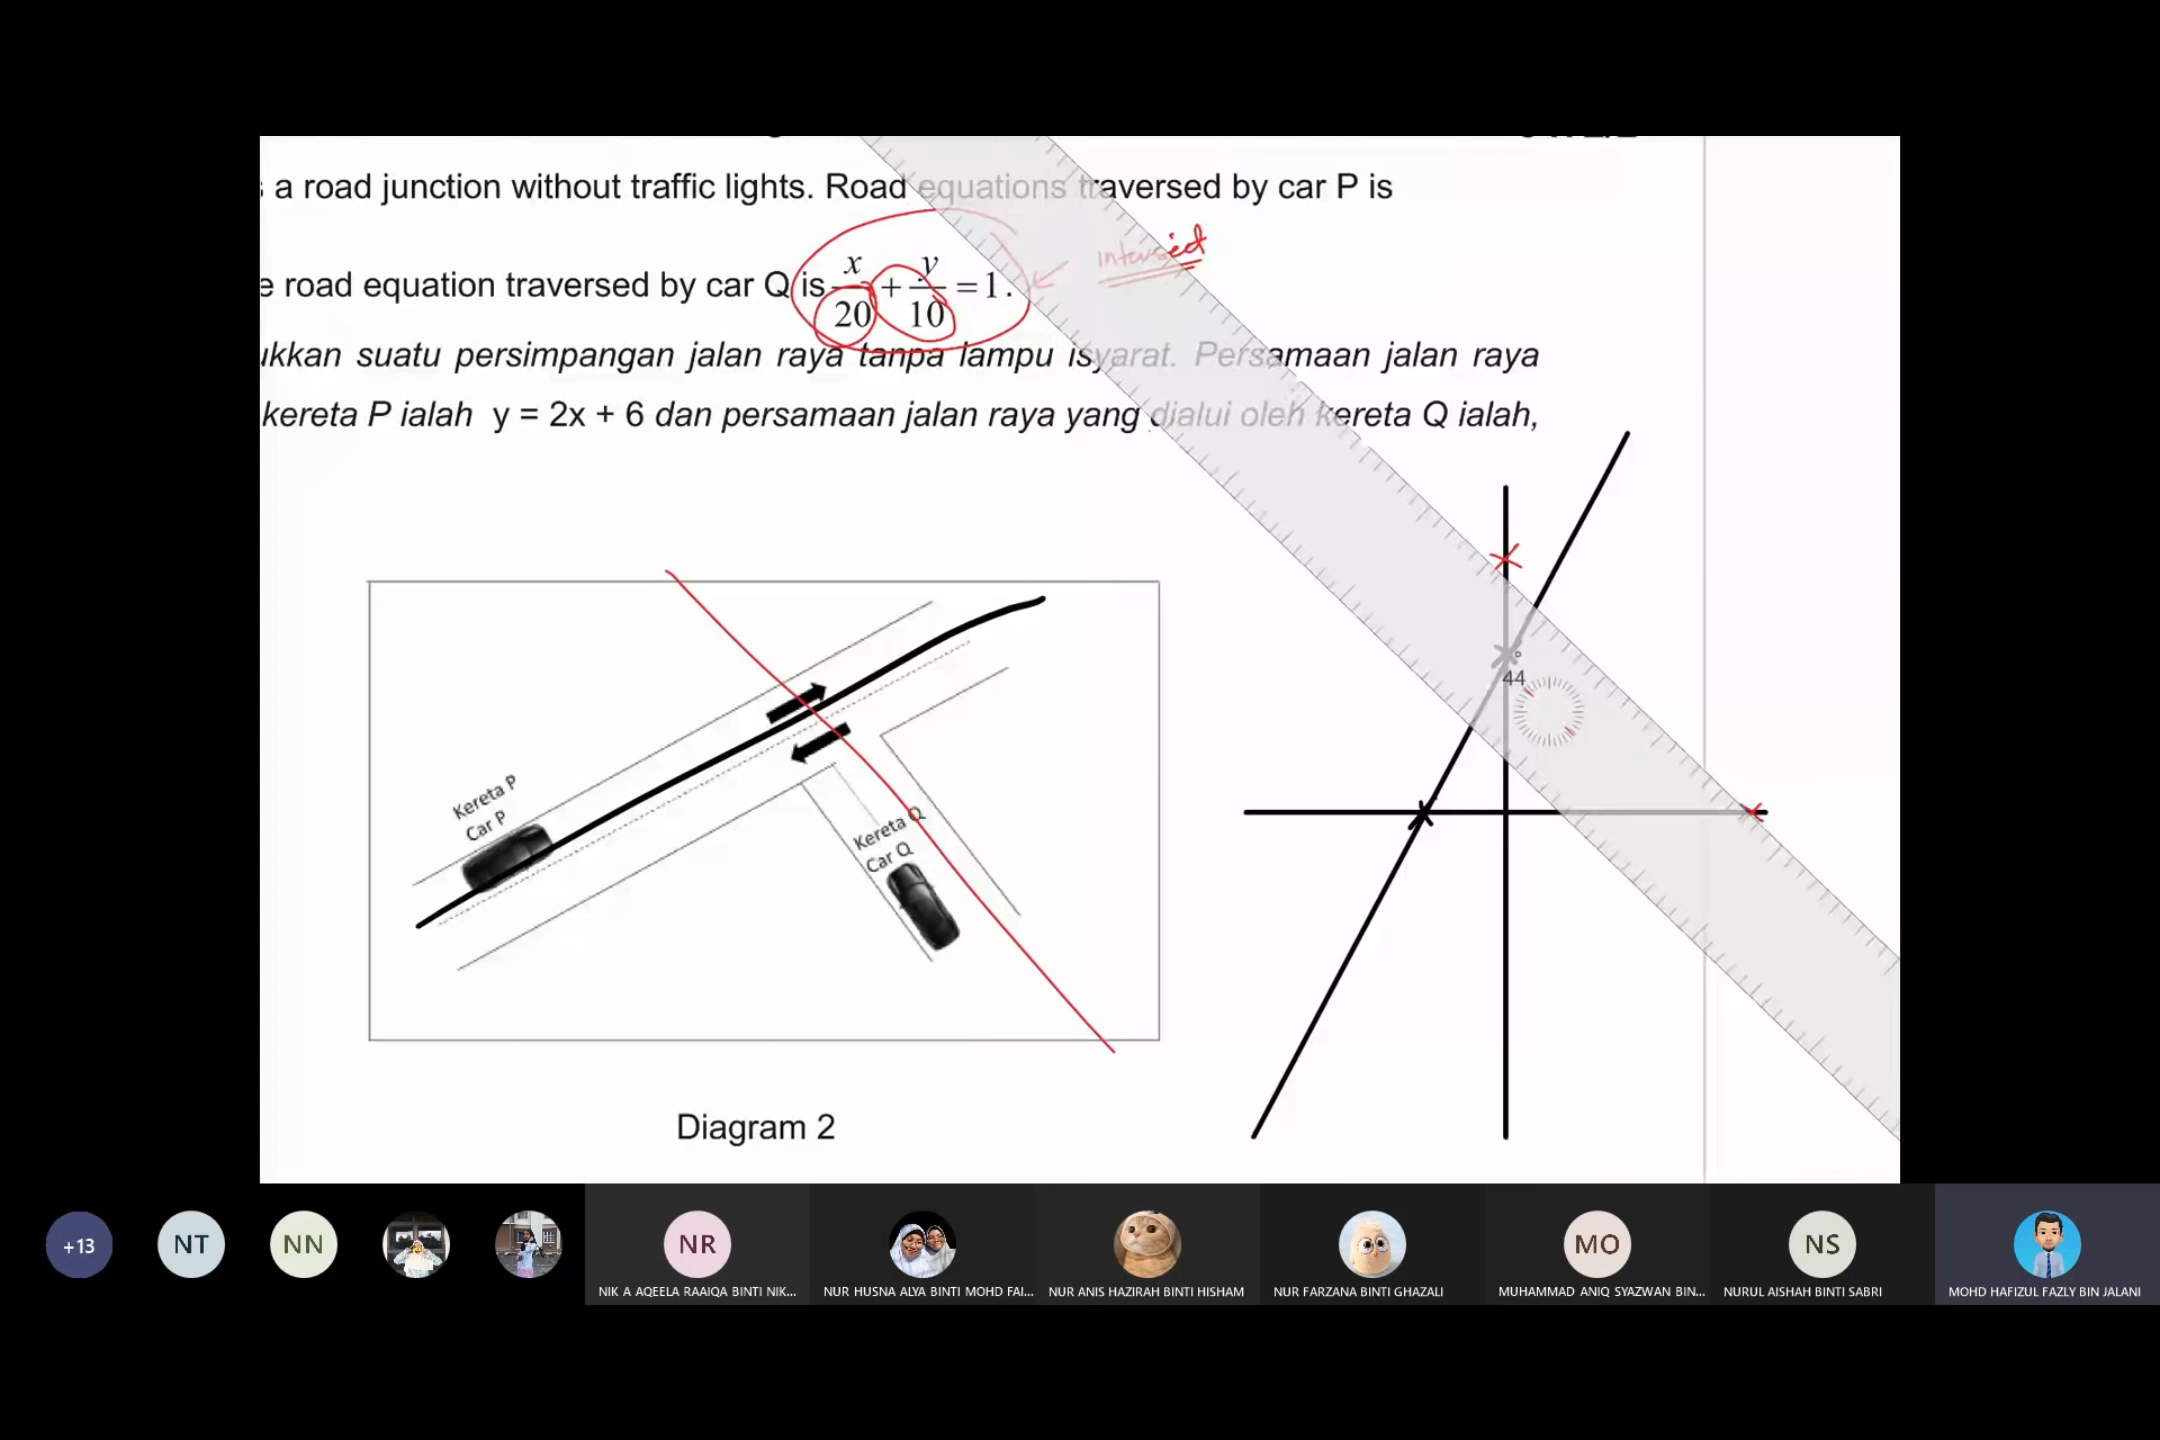 a road junction without traffic lights. Road equations traversed by car P is
e road equation traversed by car Q is x/20 + y/10 = 1.
intersect
ukkan suatu persimpangan jalan raya tanpa lampu isyarat. Persamaan jalan raya
kereta P ialah y = 2x + 6 dan persamaan jalan raya yang dialui oleh kereta Q ialah,
Kereta P
Car P
Kereta Q
Car Q
44°
Diagram 2
+13
NT
NN
NR
MO
NS
NIK A AQEELA RAAIQA BINTI NIK...
NUR HUSNA ALYA BINTI MOHD FAI...
NUR ANIS HAZIRAH BINTI HISHAM
NUR FARZANA BINTI GHAZALI
MUHAMMAD ANIQ SYAZWAN BIN...
NURUL AISHAH BINTI SABRI
MOHD HAFIZUL FAZLY BIN JALANI